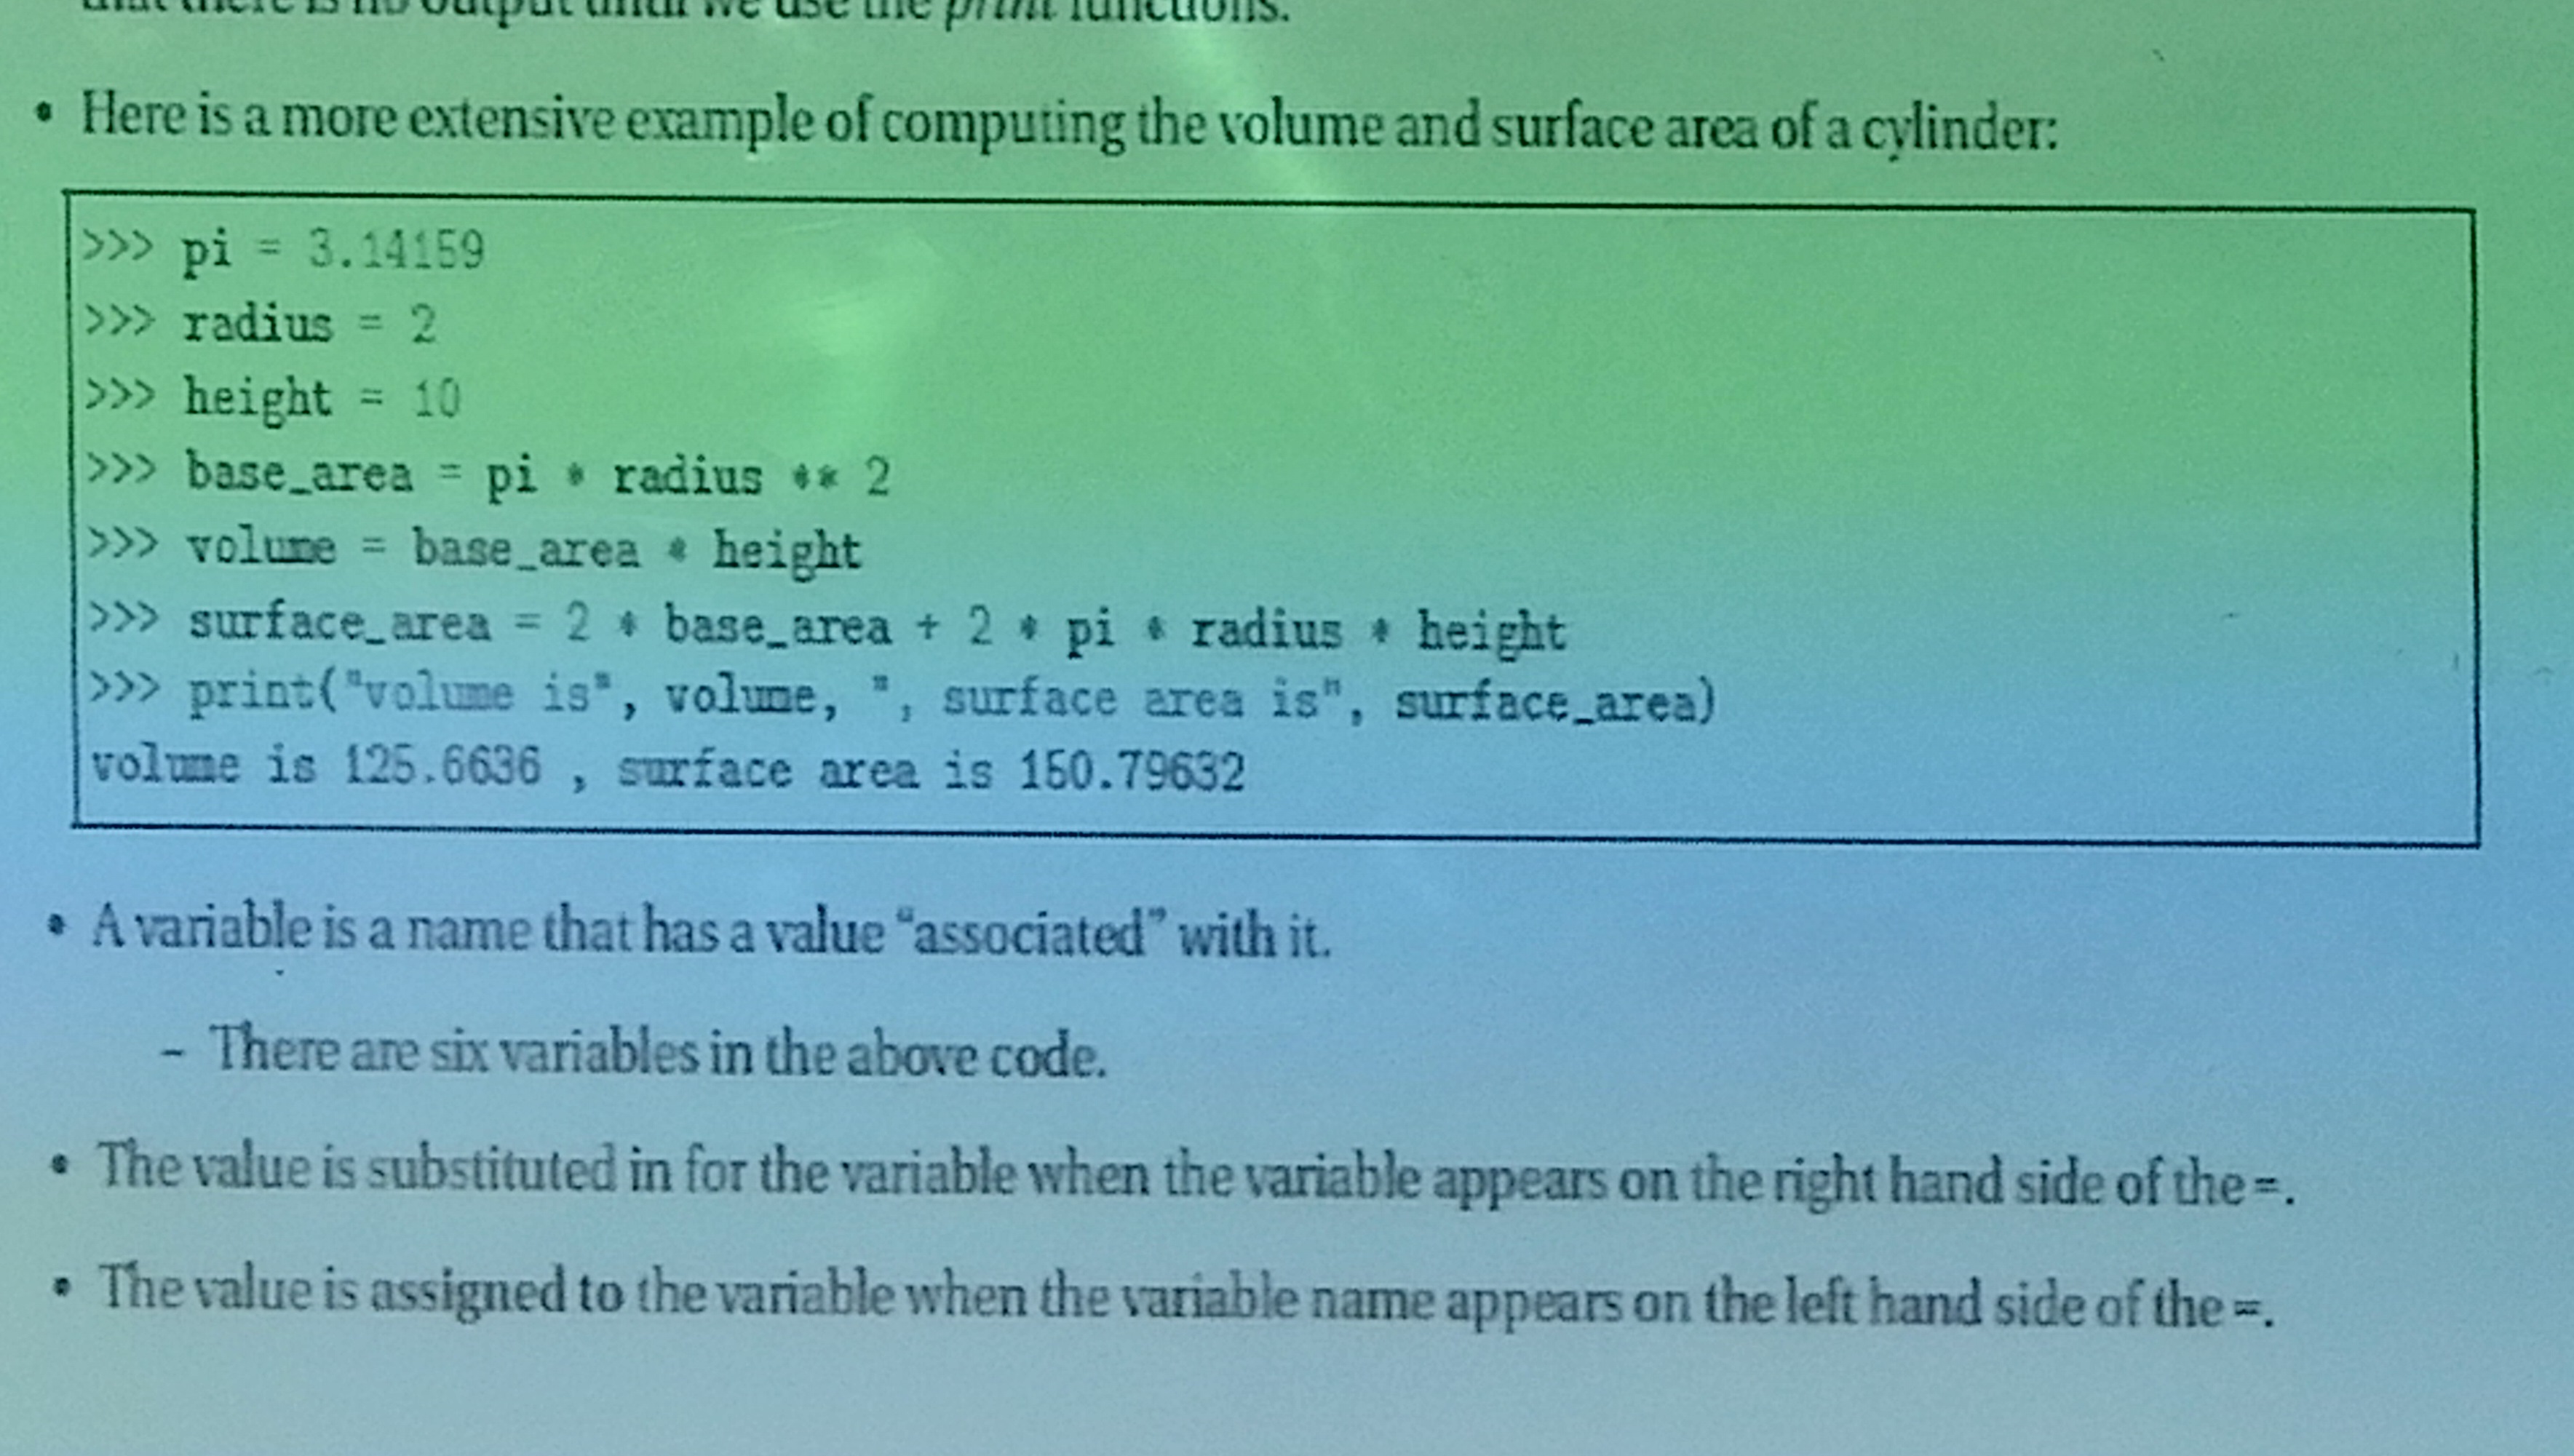 that there is no output until we use the print functions.
• Here is a more extensive example of computing the volume and surface area of a cylinder:
>>> pi = 3.14159
>>> radius = 2
>>> height = 10
>>> base_area = pi * radius ** 2
>>> volume = base_area * height
>>> surface_area = 2 * base_area + 2 * pi * radius * height
>>> print("volume is", volume, ", surface area is", surface_area)
volume is 125.6636 , surface area is 150.79632
• A variable is a name that has a value “associated” with it.
– There are six variables in the above code.
• The value is substituted in for the variable when the variable appears on the right hand side of the =.
• The value is assigned to the variable when the variable name appears on the left hand side of the =.